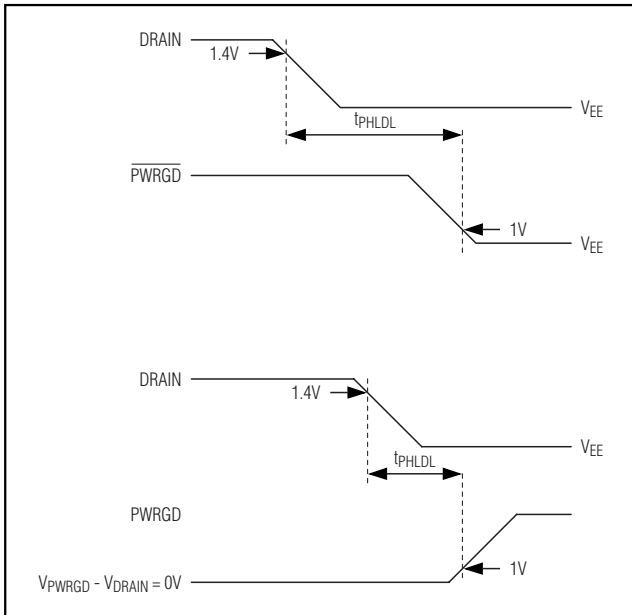 DRAIN
1.4V
VEE
tPHLDL
PWRGD
1V
VEE
DRAIN
1.4V
VEE
tPHLDL
PWRGD
1V
VPWRGD - VDRAIN = 0V